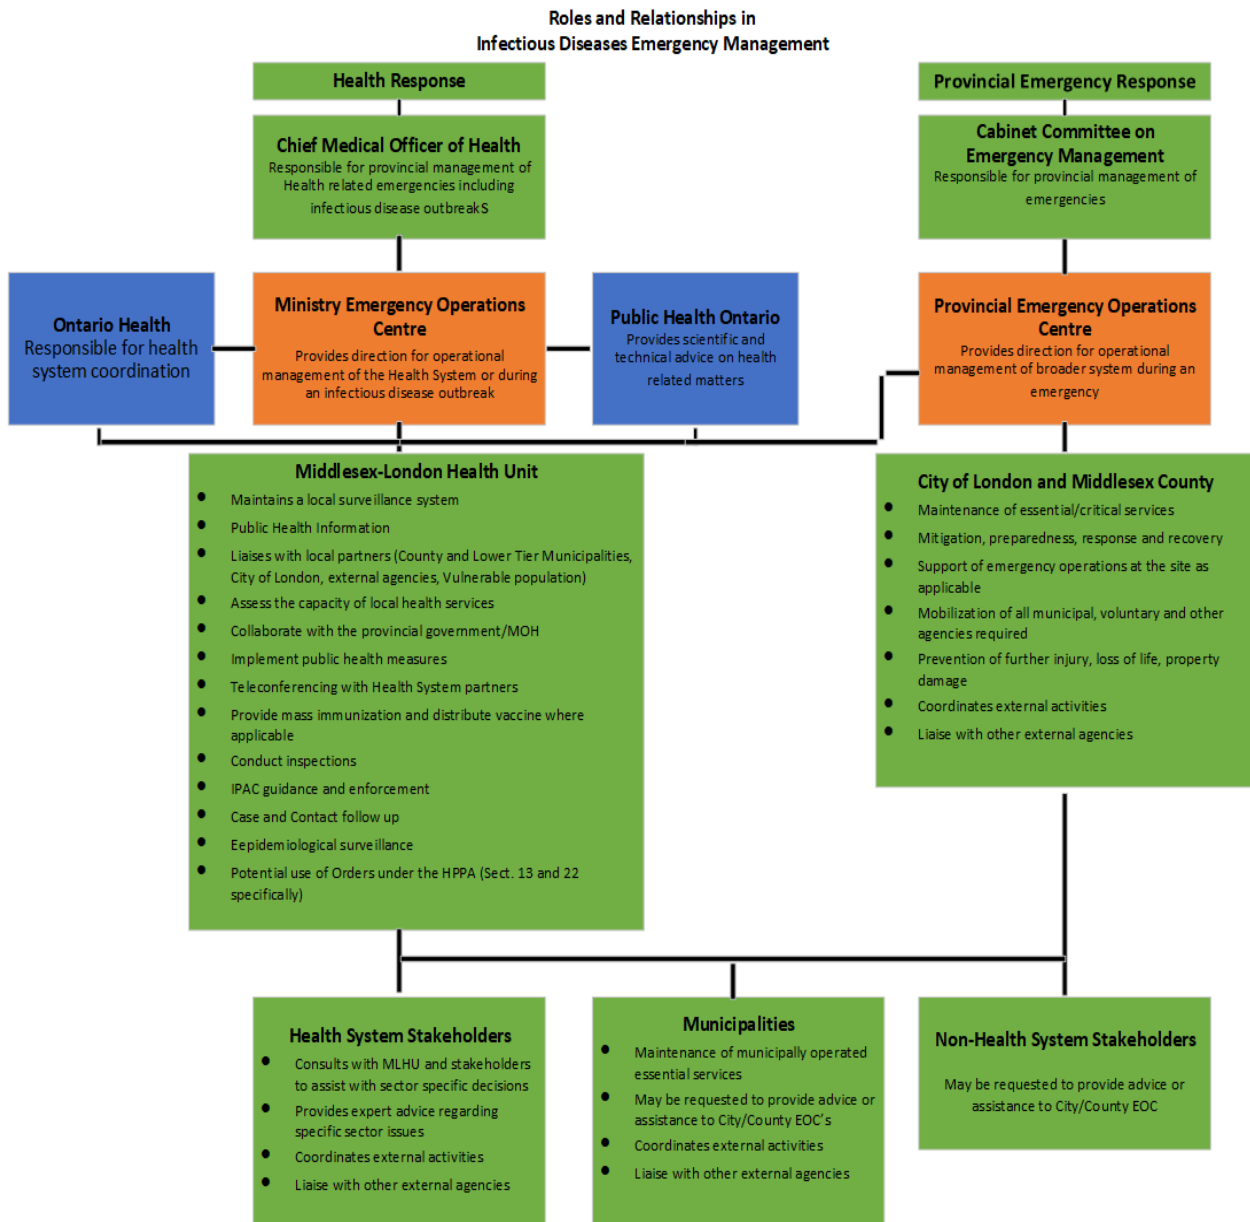 Roles and Relationships in
Infectious Diseases Emergency Management
Health Response
Provincial Emergency Response
Chief Medical Officer of Health
Responsible for provincial management of
Health related emergencies including
infectious disease outbreakS
Cabinet Committee on
Emergency Management
Responsible for provincial management of
emergencies
Ontario Health
Responsible for health
system coordination
Ministry Emergency Operations
Centre
Provides direction for operational
management of the Health System or during
an infectious disease outbreak
Public Health Ontario
Provides scientific and
technical advice on health
related matters
Provincial Emergency Operations
Centre
Provides direction for operational
management of broader system during an
emergency
Middlesex-London Health Unit
• Maintains a local surveillance system
• Public Health Information
• Liaises with local partners (County and Lower Tier Municipalities,
City of London, external agencies, Vulnerable population)
• Assess the capacity of local health services
• Collaborate with the provincial government/MOH
• Implement public health measures
• Teleconferencing with Health System partners
• Provide mass immunization and distribute vaccine where
applicable
• Conduct inspections
• IPAC guidance and enforcement
• Case and Contact follow up
• Eepidemiological surveillance
• Potential use of Orders under the HPPA (Sect. 13 and 22
specifically)
City of London and Middlesex County
• Maintenance of essential/critical services
• Mitigation, preparedness, response and recovery
• Support of emergency operations at the site as
applicable
• Mobilization of all municipal, voluntary and other
agencies required
• Prevention of further injury, loss of life, property
damage
• Coordinates external activities
• Liaise with other external agencies
Health System Stakeholders
• Consults with MLHU and stakeholders
to assist with sector specific decisions
• Provides expert advice regarding
specific sector issues
• Coordinates external activities
• Liaise with other external agencies
Municipalities
• Maintenance of municipally operated
essential services
• May be requested to provide advice or
assistance to City/County EOC's
• Coordinates external activities
• Liaise with other external agencies
Non-Health System Stakeholders
May be requested to provide advice or
assistance to City/County EOC